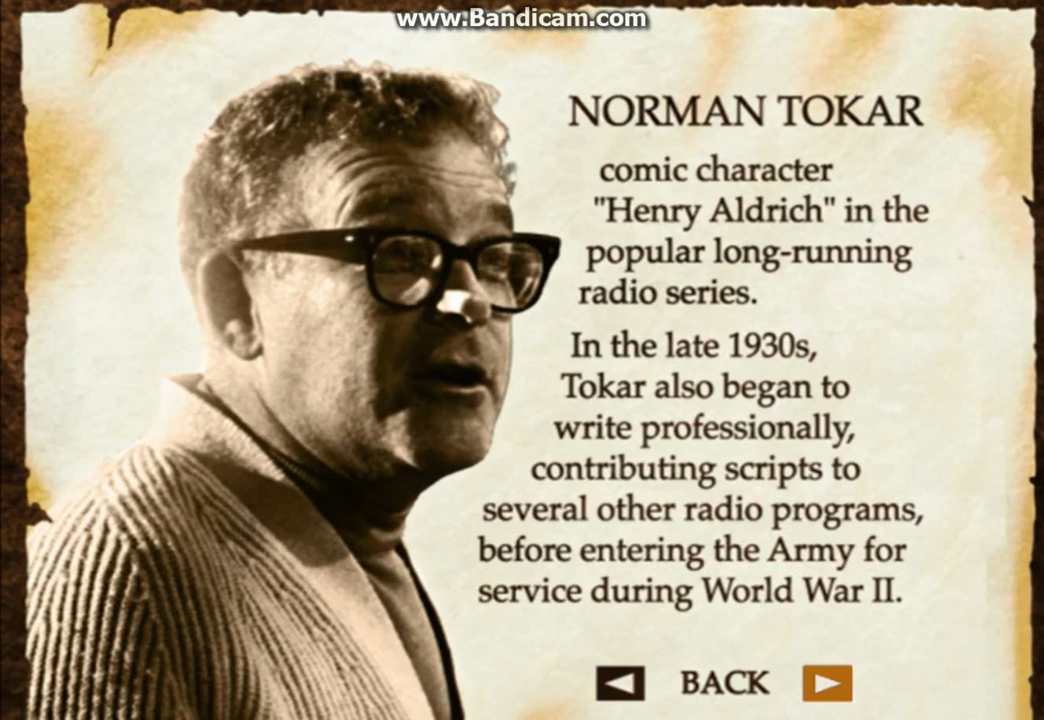 www.Bandicam.com
NORMAN TOKAR
comic character
"Henry Aldrich" in the
popular long-running
radio series.
In the late 1930s,
Tokar also began to
write professionally,
contributing scripts to
several other radio programs,
before entering the Army for
service during World War II.
BACK